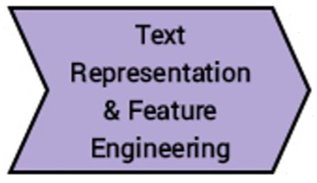 Text
Representation
& Feature
Engineering